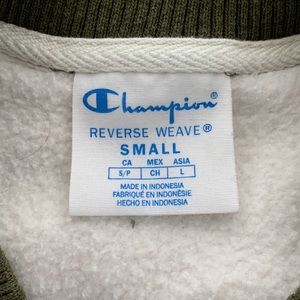 Champion
REVERSE WEAVE®
SMALL
CA MEX ASIA
S/P CH L
MADE IN INDONESIA
FABRIQUÉ EN INDONÉSIE
HECHO EN INDONESIA